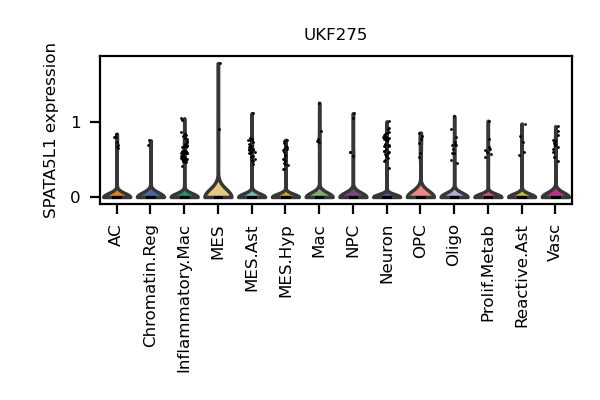 UKF275
SPATA5L1 expression
1
0
AC
Chromatin.Reg
Inflammatory.Mac
MES
MES.Ast
MES.Hyp
Mac
NPC
Neuron
OPC
Oligo
Prolif.Metab
Reactive.Ast
Vasc